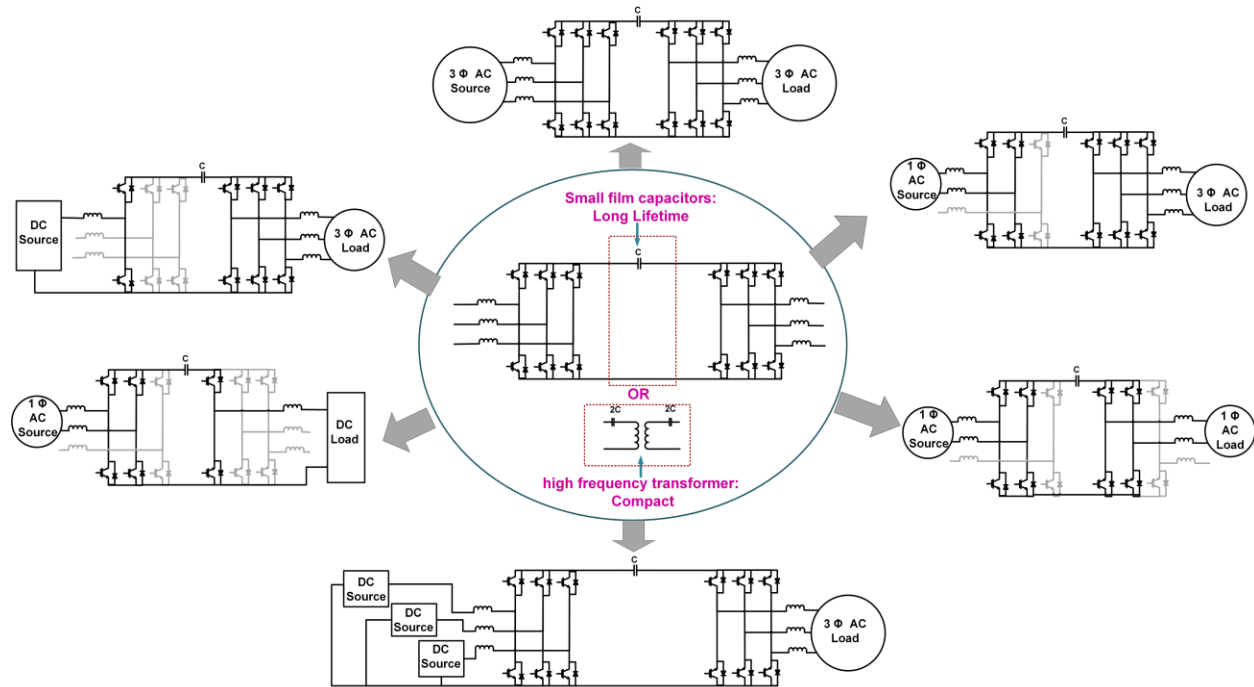 C
3 Φ AC
Source
3 Φ AC
Load
C
DC
Source
3 Φ AC
Load
C
1 Φ
AC
Source
3 Φ AC
Load
Small film capacitors:
Long Lifetime
C
OR
2C
2C
high frequency transformer:
Compact
C
1 Φ
AC
Source
DC
Load
C
1 Φ
AC
Source
1 Φ
AC
Load
C
DC
Source
DC
Source
DC
Source
3 Φ AC
Load